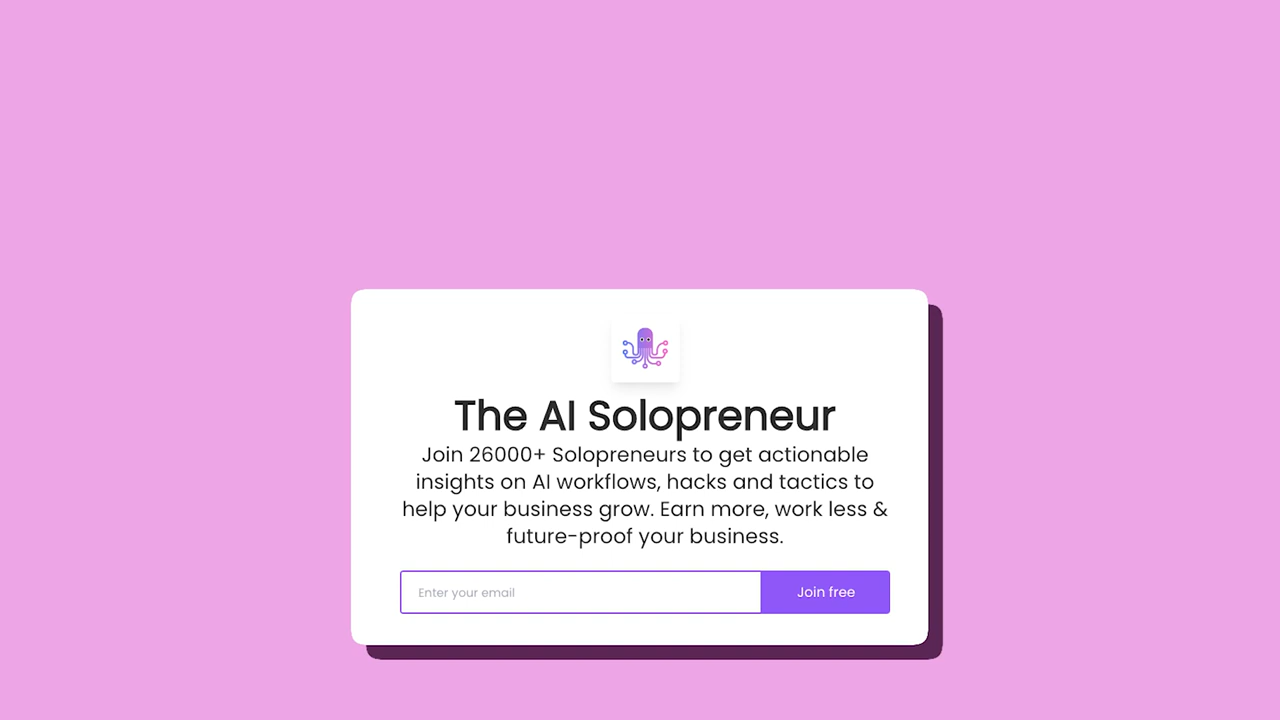 The AI Solopreneur
Join 26000+ Solopreneurs to get actionable
insights on AI workflows, hacks and tactics to
help your business grow. Earn more, work less &
future-proof your business.
Enter your email
Join free